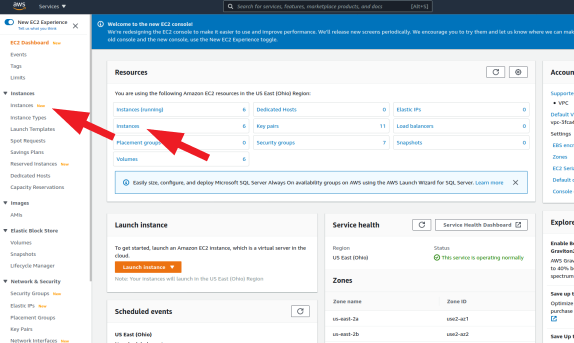 aws Services ▼ Search for services, features, marketplace products, and docs [Alt+S]
New EC2 Experience
Tell us what you think
EC2 Dashboard New
Events
Tags
Limits
Instances
Instances New
Instance Types
Launch Templates
Spot Requests
Savings Plans
Reserved Instances New
Dedicated Hosts
Capacity Reservations
Images
AMIs
Elastic Block Store
Volumes
Snapshots
Lifecycle Manager
Network & Security
Security Groups New
Elastic IPs New
Placement Groups
Key Pairs
Network Interfaces New
Welcome to the new EC2 console!
We're redesigning the EC2 console to make it easier to use and improve performance. We'll release new screens periodically. We encourage you to try them and let us know where we can mak
old console and the new console, use the New EC2 Experience toggle.
Resources
You are using the following Amazon EC2 resources in the US East (Ohio) Region:
Instances (running) 6 Dedicated Hosts 0 Elastic IPs 0
Instances 6 Key pairs 11 Load balancers 0
Placement groups 0 Security groups 7 Snapshots 0
Volumes 6
Easily size, configure, and deploy Microsoft SQL Server Always On availability groups on AWS using the AWS Launch Wizard for SQL Server. Learn more
Launch instance
To get started, launch an Amazon EC2 instance, which is a virtual server in the
cloud.
Launch instance ▼
Note: Your instances will launch in the US East (Ohio) Region
Scheduled events
US East (Ohio)
Service health
Service Health Dashboard
Region Status
US East (Ohio) This service is operating normally
Zones
Zone name Zone ID
us-east-2a use2-az1
us-east-2b use2-az2
Accoun
Supporte
• VPC
Default V
Settings
EBS encr
Zones
EC2 Seria
Default c
Console
Explore
Enable Be
AWS Grav
to 40% b
spectrum
Save up t
Optimize
purchase
Save Up t